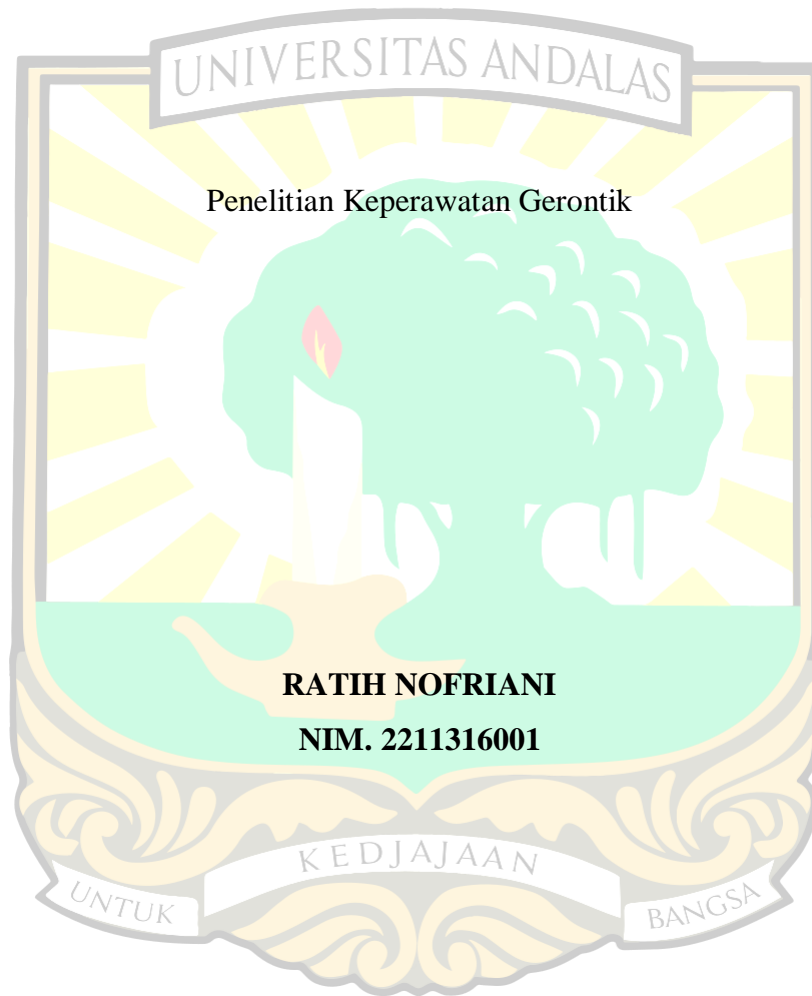 UNIVERSITAS ANDALAS
Penelitian Keperawatan Gerontik
RATIH NOFRIANI
NIM. 2211316001
KEDJAJAAN
UNTUK BANGSA